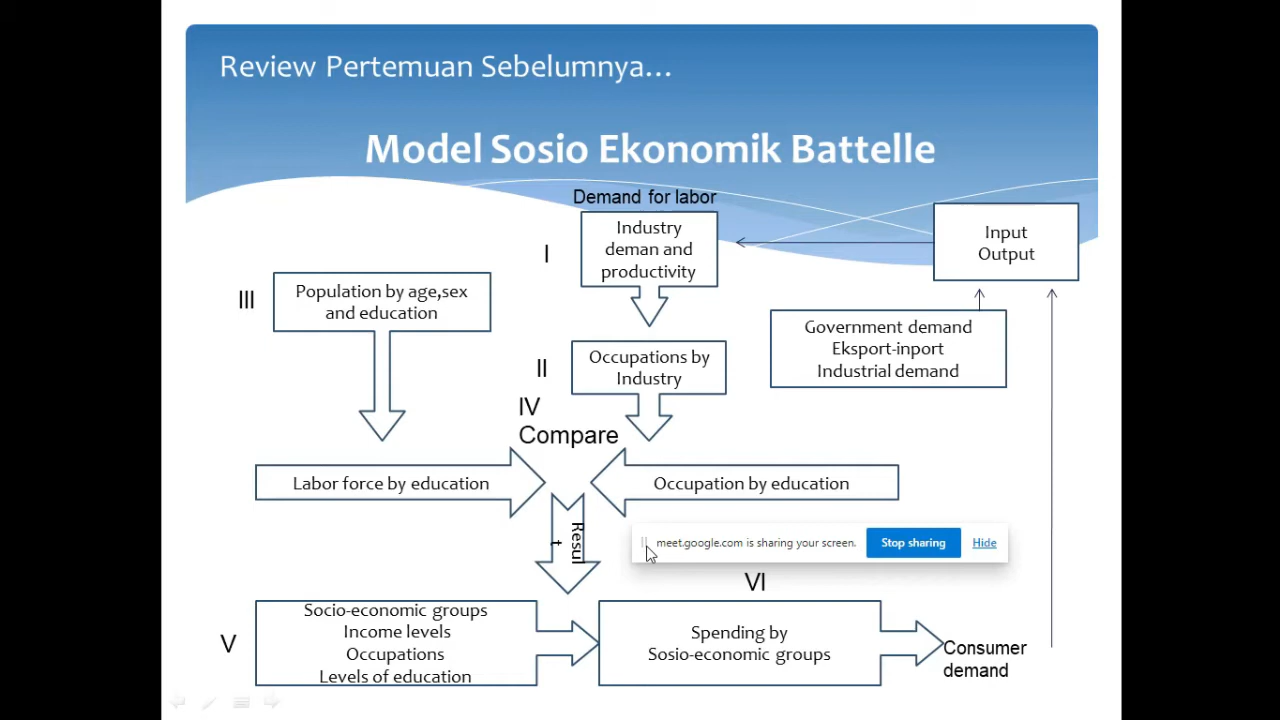 Review Pertemuan Sebelumnya...
Model Sosio Ekonomik Battelle
Demand for labor
I
Industry
deman and
productivity
Input
Output
III
Population by age,sex
and education
Government demand
Eksport-inport
Industrial demand
II
Occupations by
Industry
IV
Compare
Labor force by education
Occupation by education
Resul
t
meet.google.com is sharing your screen.
Stop sharing
Hide
VI
V
Socio-economic groups
Income levels
Occupations
Levels of education
Spending by
Sosio-economic groups
Consumer
demand